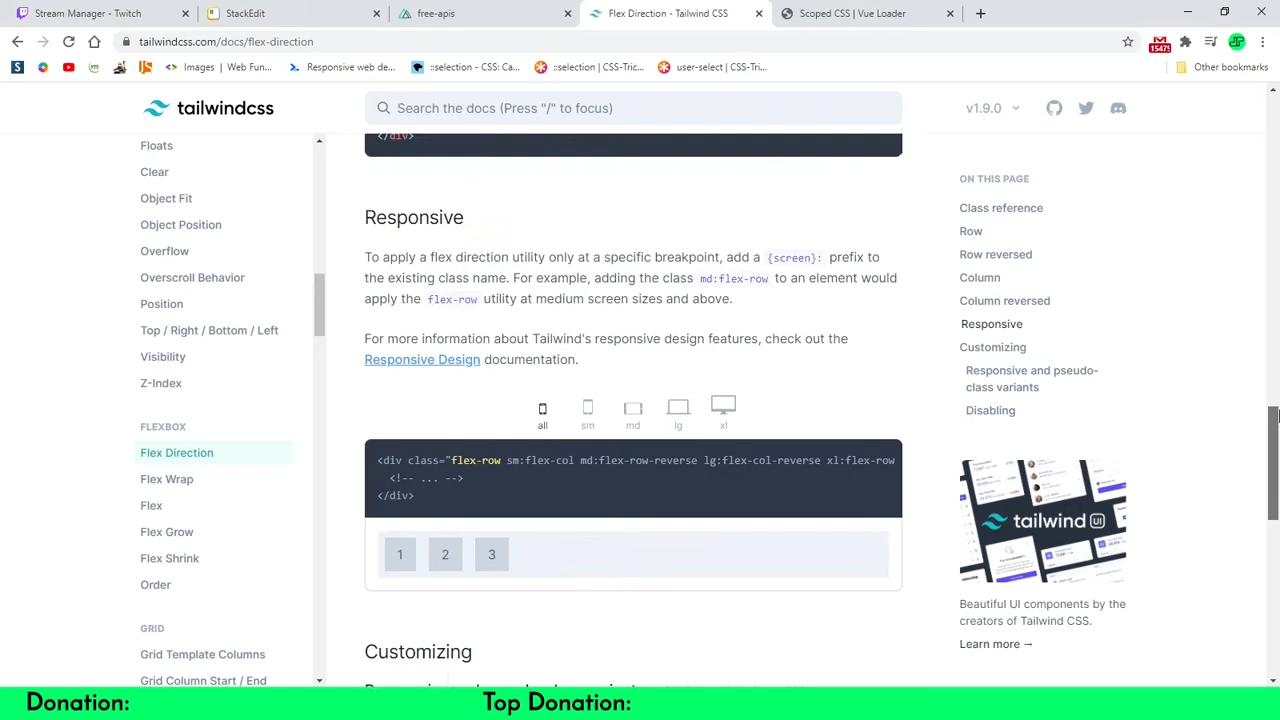 Stream Manager - Twitch
StackEdit
free-apis
Flex Direction - Tailwind CSS
Scoped CSS | Vue Loader
tailwindcss.com/docs/flex-direction
15475
Images | Web Fun...
Responsive web de...
::selection - CSS: Ca...
::selection | CSS-Tric...
user-select | CSS-Tri...
Other bookmarks
tailwindcss
Search the docs (Press "/" to focus)
v1.9.0
Floats
Clear
Object Fit
Object Position
Overflow
Overscroll Behavior
Position
Top / Right / Bottom / Left
Visibility
Z-Index
FLEXBOX
Flex Direction
Flex Wrap
Flex
Flex Grow
Flex Shrink
Order
GRID
Grid Template Columns
Grid Column Start / End
</div>
Responsive
To apply a flex direction utility only at a specific breakpoint, add a {screen}: prefix to
the existing class name. For example, adding the class md:flex-row to an element would
apply the flex-row utility at medium screen sizes and above.
For more information about Tailwind's responsive design features, check out the
Responsive Design documentation.
all sm md lg xl
<div class="flex-row sm:flex-col md:flex-row-reverse lg:flex-col-reverse xl:flex-row
<!-- ... -->
</div>
1 2 3
Customizing
ON THIS PAGE
Class reference
Row
Row reversed
Column
Column reversed
Responsive
Customizing
Responsive and pseudo-
class variants
Disabling
tailwind UI
Beautiful UI components by the
creators of Tailwind CSS.
Learn more →
Donation:
Top Donation: